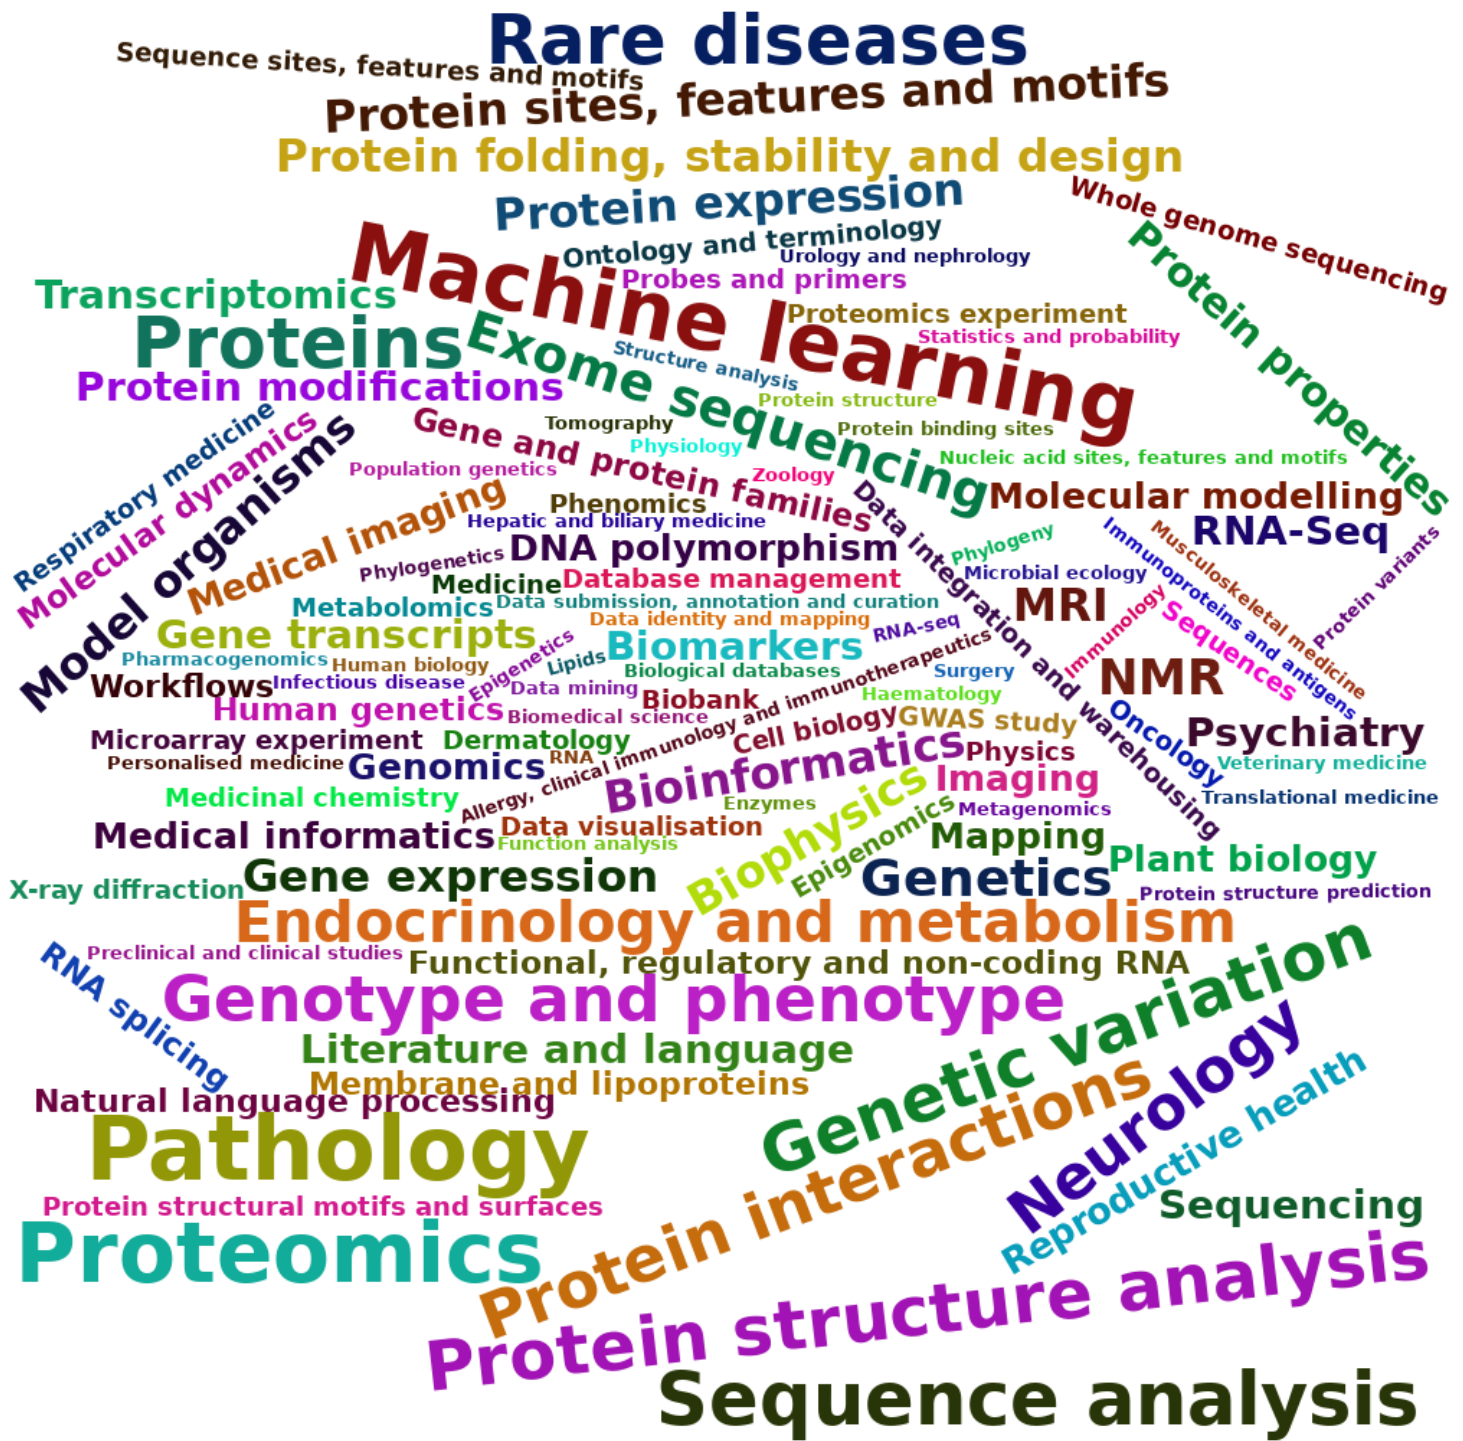 Rare diseases
Sequence sites, features and motifs
Protein sites, features and motifs
Protein folding, stability and design
Protein expression
Whole genome sequencing
Ontology and terminology
Urology and nephrology
Machine learning
Probes and primers
Protein properties
Transcriptomics
Proteomics experiment
Statistics and probability
Proteins
Exome sequencing
Structure analysis
Protein modifications
Protein structure
Respiratory medicine
Molecular dynamics
Model organisms
Gene and protein families
Tomography
Protein binding sites
Physiology
Nucleic acid sites, features and motifs
Population genetics
Zoology
Medical imaging
Phenomics
Data integration and warehousing
Molecular modelling
Hepatic and biliary medicine
RNA-Seq
Phylogenetics
DNA polymorphism
Phylogeny
Immunoproteins and antigens
Musculoskeletal medicine
Protein variants
Medicine
Database management
Microbial ecology
Metabolomics
Data submission, annotation and curation
MRI
Immunology
Sequences
Gene transcripts
Data identity and mapping
RNA-seq
Biomarkers
Pharmacogenomics
Human biology
Epigenetics
Lipids
Biological databases
Surgery
NMR
Workflows
Infectious disease
Data mining
Biobank
Allergy, clinical immunology and immunotherapeutics
Haematology
Human genetics
Biomedical science
Cell biology
GWAS study
Oncology
Psychiatry
Microarray experiment
Dermatology
Physics
Personalised medicine
Genomics
RNA
Bioinformatics
Imaging
Veterinary medicine
Medicinal chemistry
Enzymes
Biophysics
Metagenomics
Translational medicine
Medical informatics
Data visualisation
Function analysis
Epigenomics
Mapping
Plant biology
X-ray diffraction
Gene expression
Genetics
Protein structure prediction
Endocrinology and metabolism
Preclinical and clinical studies
Functional, regulatory and non-coding RNA
RNA splicing
Genotype and phenotype
Genetic variation
Literature and language
Neurology
Membrane and lipoproteins
Natural language processing
Protein interactions
Reproductive health
Pathology
Protein structural motifs and surfaces
Sequencing
Proteomics
Protein structure analysis
Sequence analysis